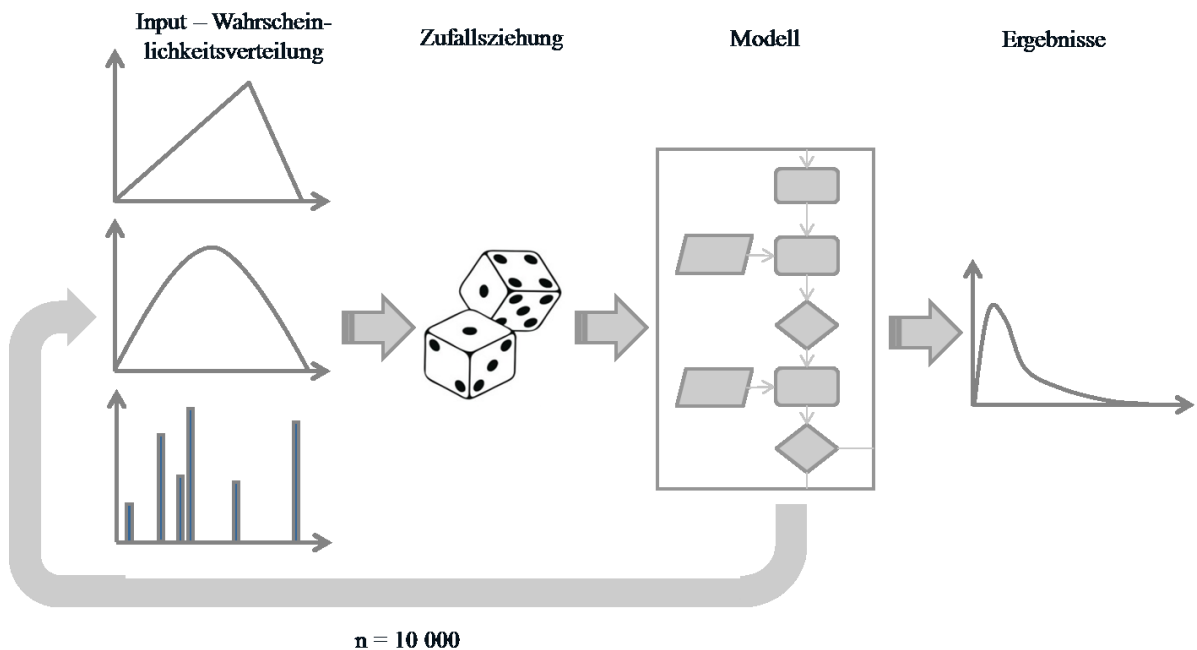 Input – Wahrschein-
lichkeitsverteilung
Zufallsziehung
Modell
Ergebnisse
n = 10 000